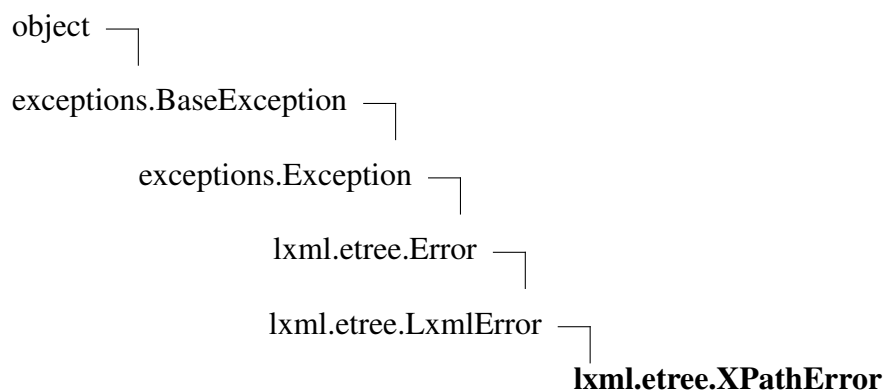 object
exceptions.BaseException
exceptions.Exception
lxml.etree.Error
lxml.etree.LxmlError
lxml.etree.XPathError